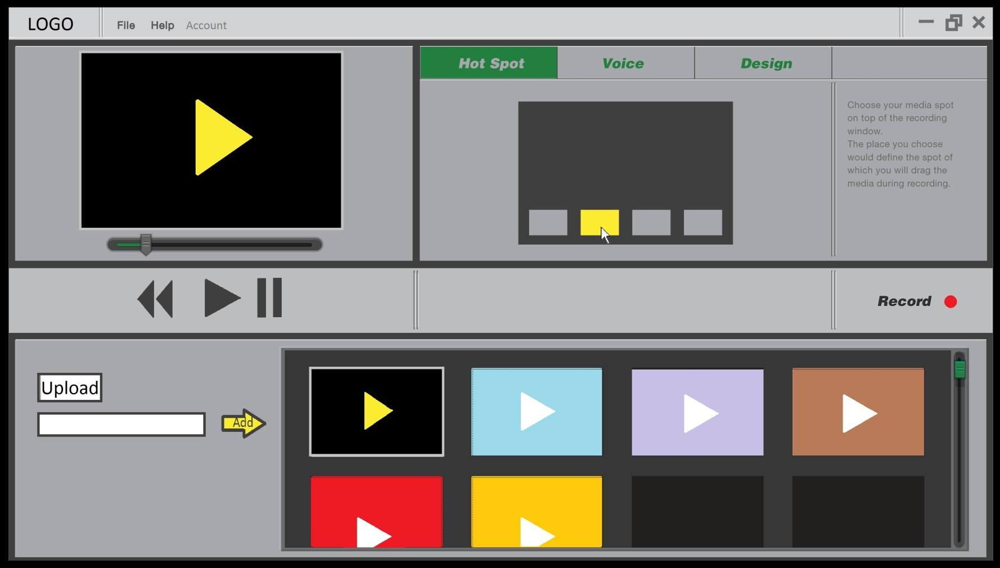 LOGO
File Help Account
Hot Spot Voice Design
Choose your media spot
on top of the recording
window.
The place you choose
would define the spot of
which you will drag the
media during recording.
Record
Upload
Add